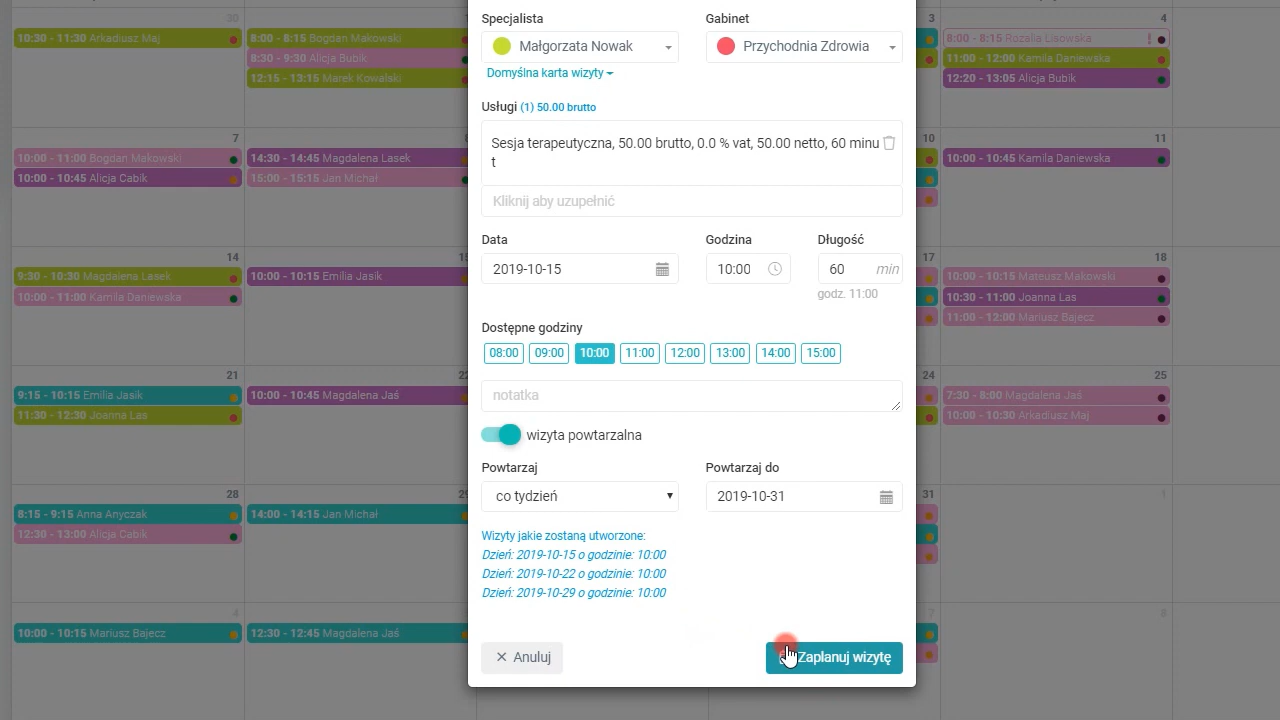 30
3
4
10:30 - 11:30 Arkadiusz Maj
8:00 - 8:15 Bogdan Makowski
8:00 - 8:15 Rozalia Lisowska
8:30 - 9:30 Alicja Bubik
11:00 - 12:00 Kamila Daniewska
12:15 - 13:15 Marek Kowalski
12:20 - 13:05 Alicja Bubik
7
10
11
10:00 - 11:00 Bogdan Makowski
14:30 - 14:45 Magdalena Lasek
10:00 - 10:45 Kamila Daniewska
10:00 - 10:45 Alicja Cabik
15:00 - 15:15 Jan Michał
14
17
18
9:30 - 10:30 Magdalena Lasek
10:00 - 10:15 Emilia Jasik
10:00 - 10:15 Mateusz Makowski
10:00 - 11:00 Kamila Daniewska
10:30 - 11:00 Joanna Las
11:00 - 12:00 Mariusz Bajecz
21
22
24
25
9:15 - 10:15 Emilia Jasik
10:00 - 10:45 Magdalena Jaś
7:30 - 8:00 Magdalena Jaś
11:30 - 12:30 Joanna Las
10:00 - 10:30 Arkadiusz Maj
28
29
31
1
8:15 - 9:15 Anna Anyczak
14:00 - 14:15 Jan Michał
12:30 - 13:00 Alicja Cabik
4
7
8
10:00 - 10:15 Mariusz Bajecz
12:30 - 12:45 Magdalena Jaś
Specjalista
Gabinet
Małgorzata Nowak
Przychodnia Zdrowia
Domyślna karta wizyty
Usługi (1) 50.00 brutto
Sesja terapeutyczna, 50.00 brutto, 0.0 % vat, 50.00 netto, 60 minu
t
Kliknij aby uzupełnić
Data
Godzina
Długość
2019-10-15
10:00
60 min
godz. 11:00
Dostępne godziny
08:00 09:00 10:00 11:00 12:00 13:00 14:00 15:00
notatka
wizyta powtarzalna
Powtarzaj
Powtarzaj do
co tydzień
2019-10-31
Wizyty jakie zostaną utworzone:
Dzień: 2019-10-15 o godzinie: 10:00
Dzień: 2019-10-22 o godzinie: 10:00
Dzień: 2019-10-29 o godzinie: 10:00
Anuluj
Zaplanuj wizytę